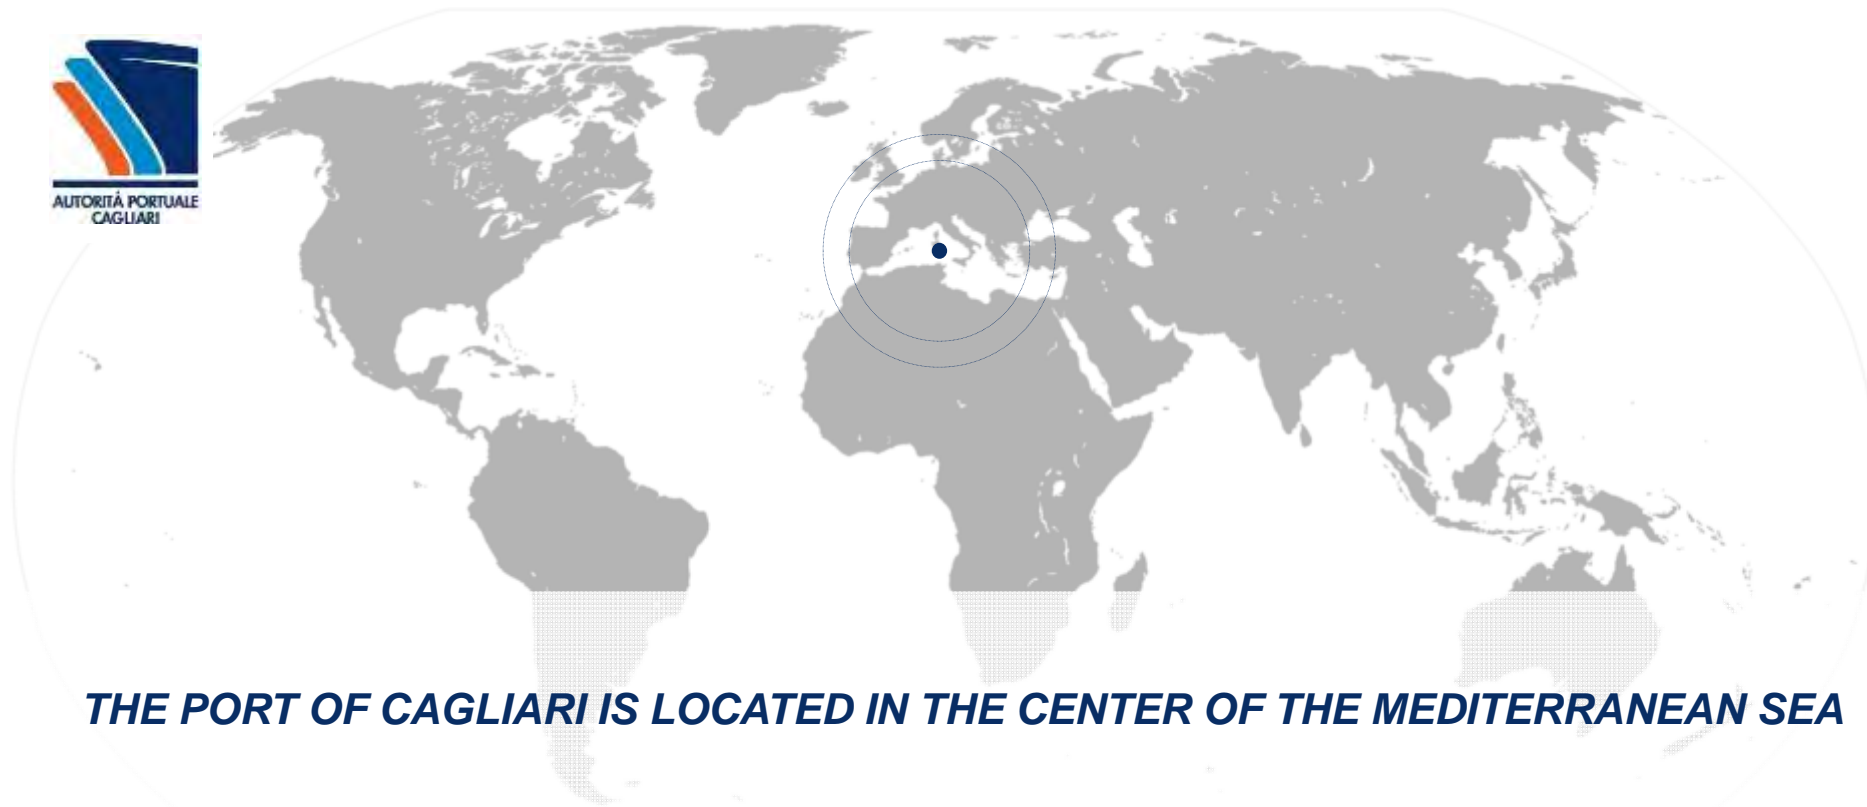 AUTORITÀ PORTUALE
CAGLIARI
THE PORT OF CAGLIARI IS LOCATED IN THE CENTER OF THE MEDITERRANEAN SEA